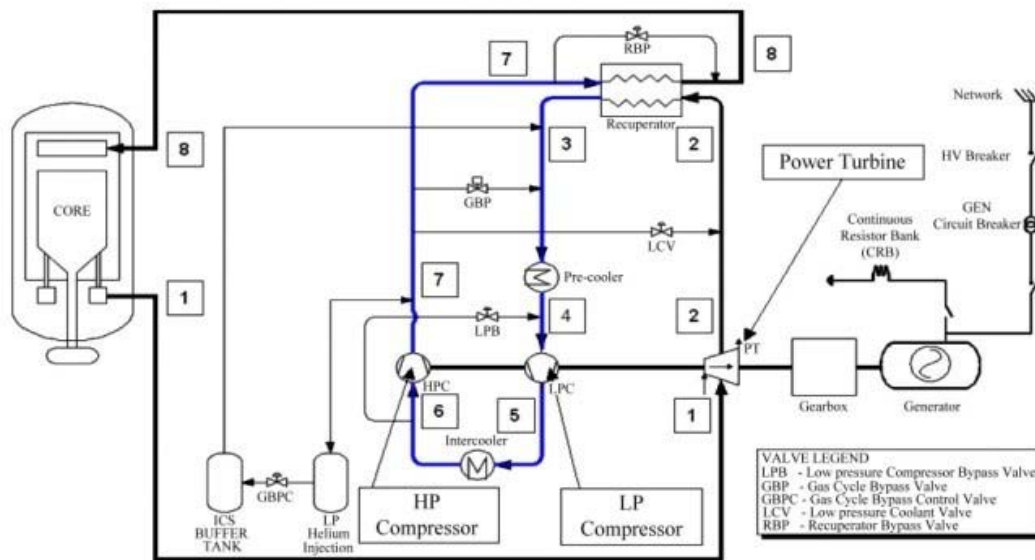 RBP
7
8
Recuperator
Network
8
3
2
Power Turbine
HV Breaker
CORE
GBP
Continuous
Resistor Bank
(CRB)
GEN
Circuit Breaker
LCV
1
7
Pre-cooler
4
2
LPB
PT
HPC
LPC
6
5
1
Gearbox
Generator
Intercooler
GBPC
ICS
BUFFER
TANK
LP
Helium
Injection
HP
Compressor
LP
Compressor
VALVE LEGEND
LPB - Low pressure Compressor Bypass Valve
GBP - Gas Cycle Bypass Valve
GBPC - Gas Cycle Bypass Control Valve
LCV - Low pressure Coolant Valve
RBP - Recuperator Bypass Valve